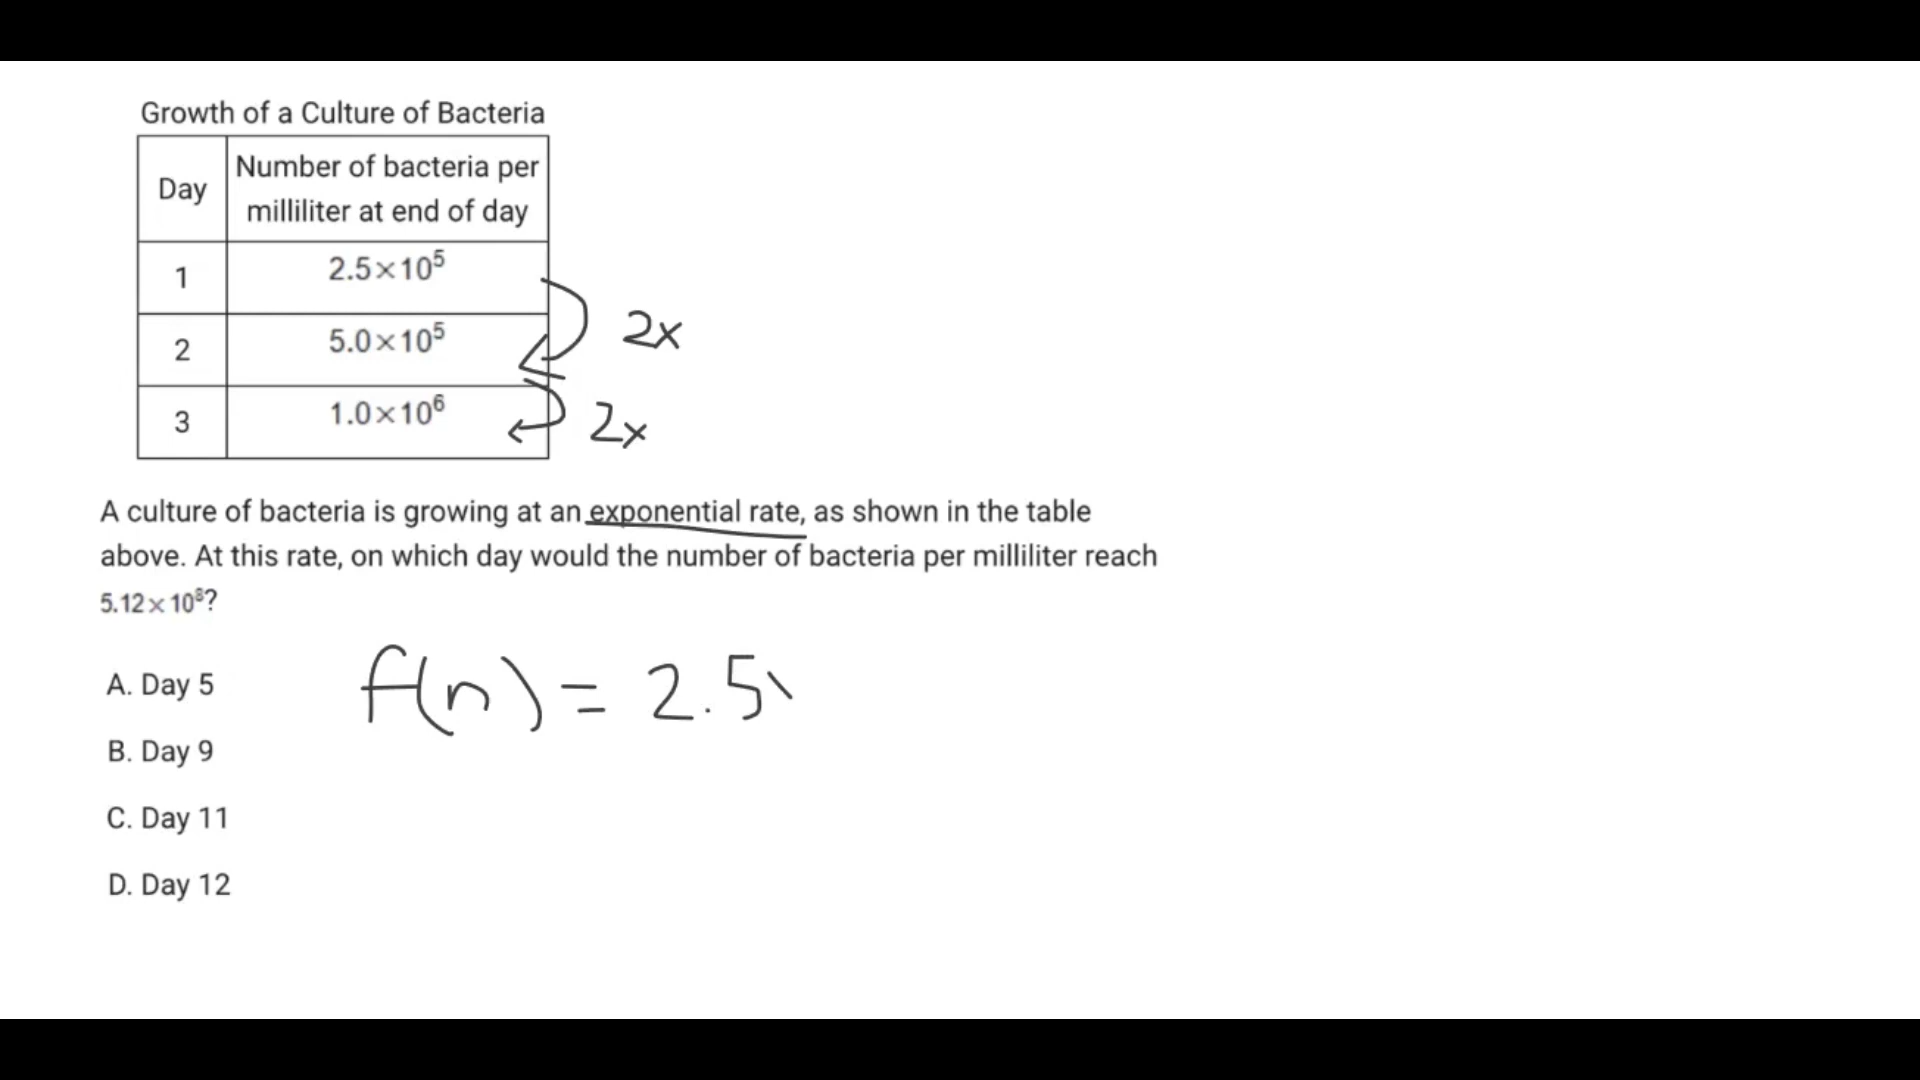 Growth of a Culture of Bacteria
Day
Number of bacteria per
milliliter at end of day
1
2.5×10⁵
2
5.0×10⁵
2x
3
1.0×10⁶
2x
A culture of bacteria is growing at an exponential rate, as shown in the table
above. At this rate, on which day would the number of bacteria per milliliter reach
5.12×10⁸?
f(n) = 2.5
A. Day 5
B. Day 9
C. Day 11
D. Day 12